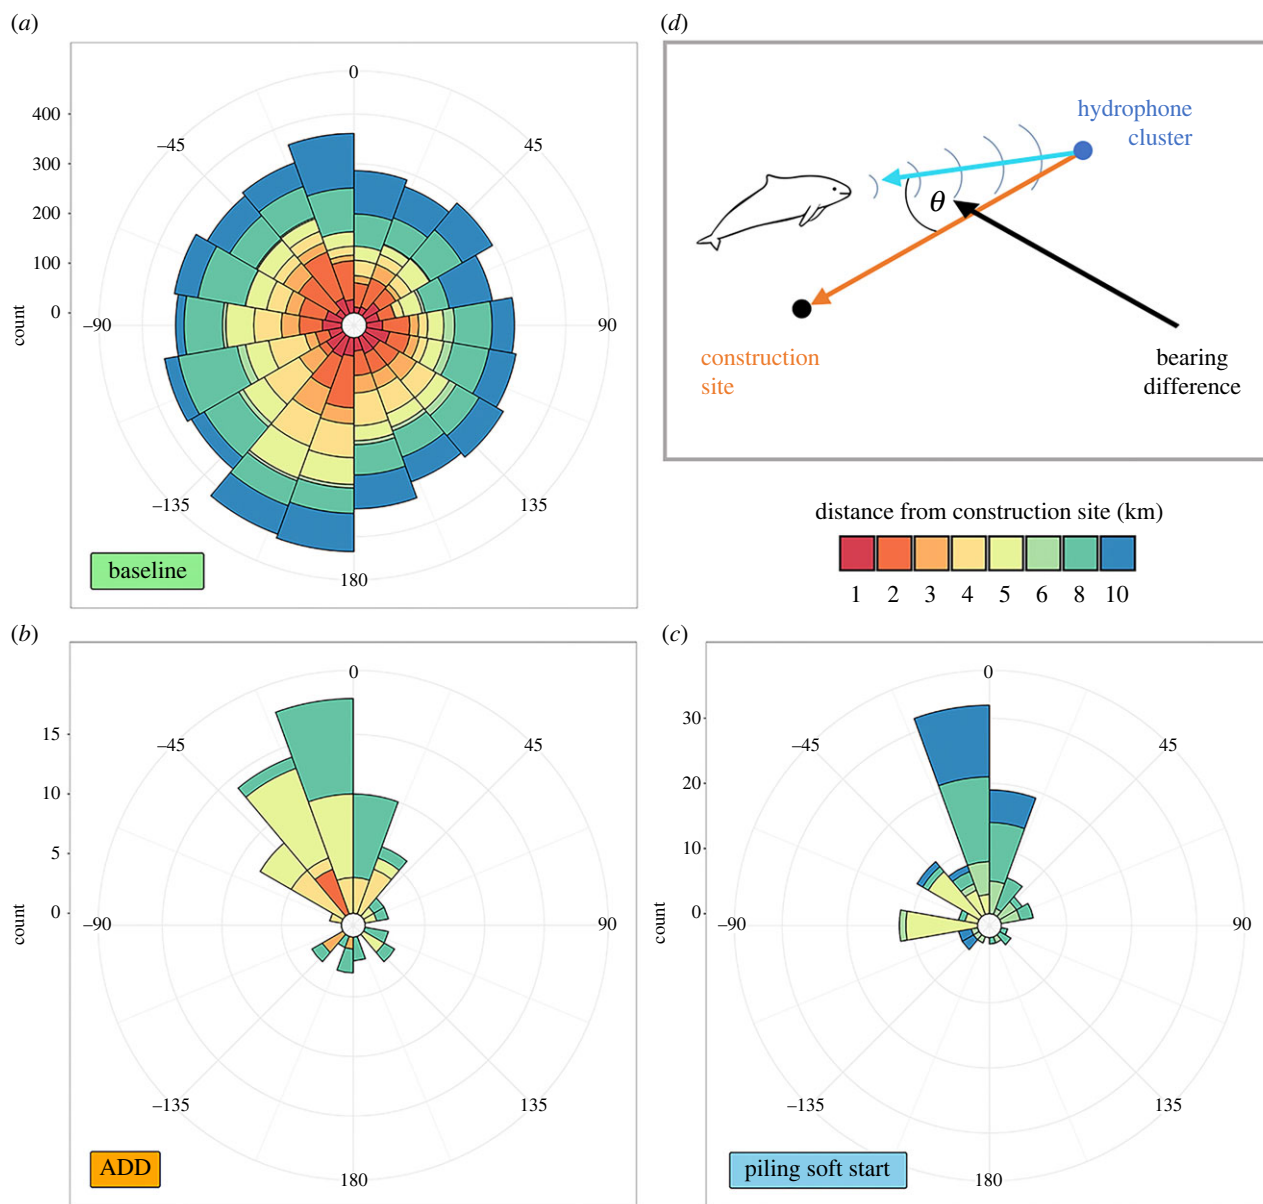 (a)
0
45
90
135
180
–135
–90
–45
400
300
200
100
0
count
baseline
(d)
hydrophone
cluster
θ
construction
site
bearing
difference
distance from construction site (km)
1 2 3 4 5 6 8 10
(b)
0
45
90
135
180
–135
–90
–45
15
10
5
0
count
ADD
(c)
0
45
90
135
180
–135
–90
–45
30
20
10
0
count
piling soft start